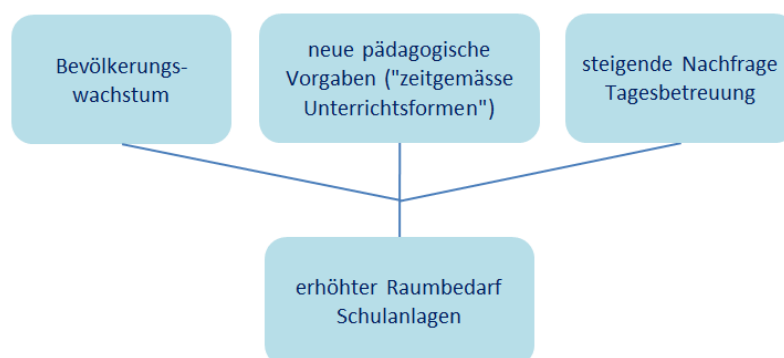 Bevölkerungs-
wachstum
neue pädagogische
Vorgaben ("zeitgemässe
Unterrichtsformen")
steigende Nachfrage
Tagesbetreuung
erhöhter Raumbedarf
Schulanlagen